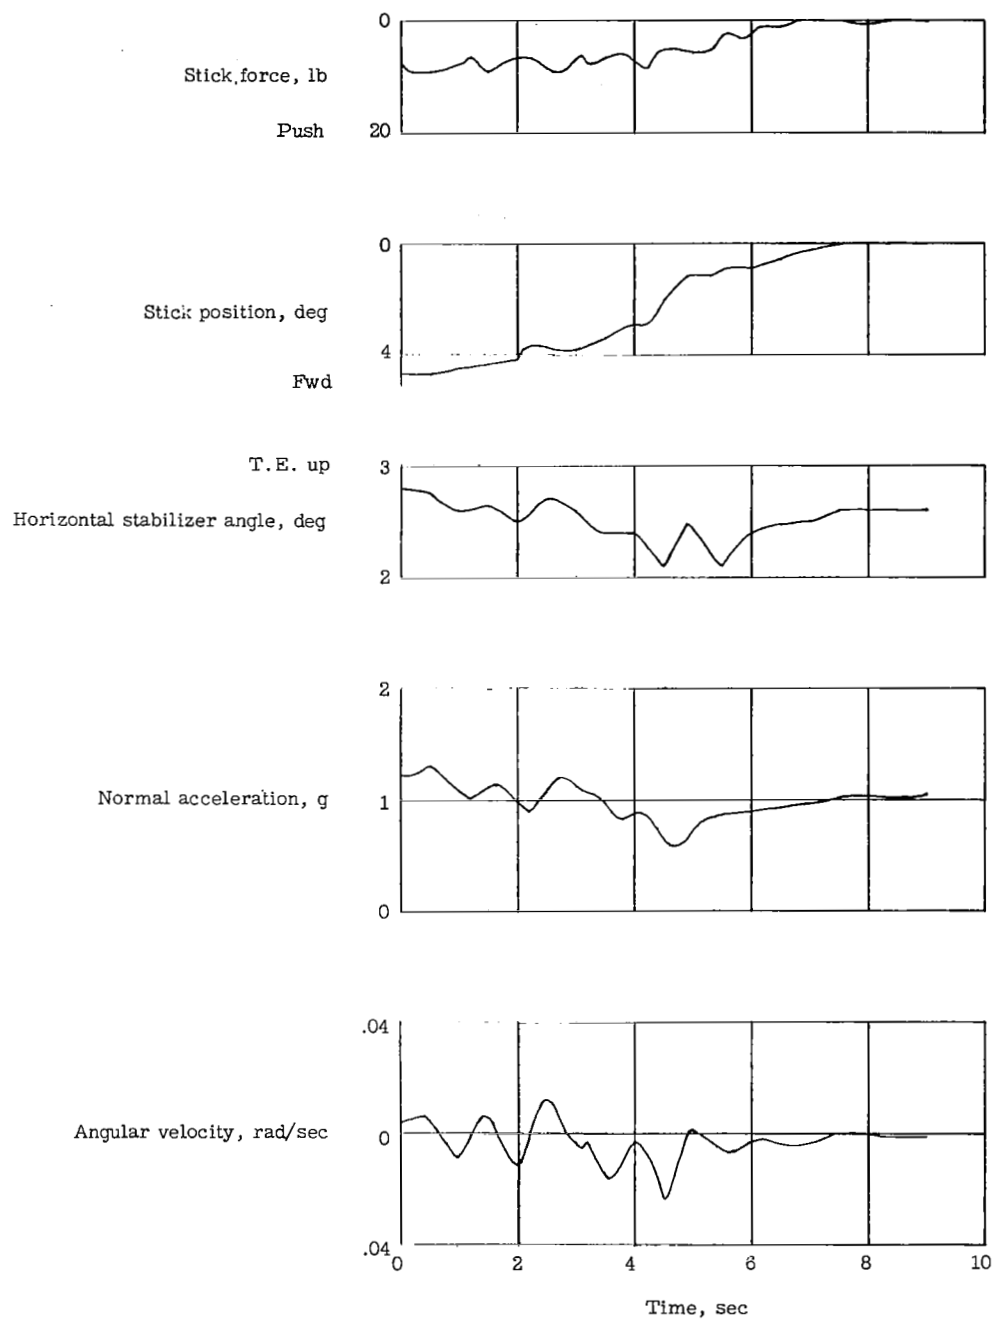 0
Stick force, lb
Push 20
0
Stick position, deg
4
Fwd
T.E. up 3
Horizontal stabilizer angle, deg
2
2
Normal acceleration, g 1
0
.04
Angular velocity, rad/sec 0
.04
0 2 4 6 8 10
Time, sec